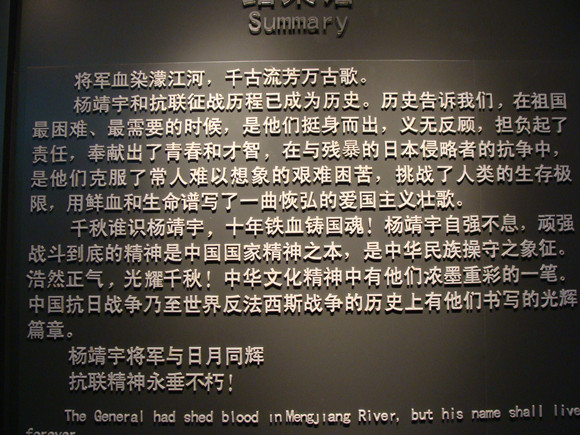 Summary
将军血染濛江河，千古流芳万古歌。
杨靖宇和抗联征战历程已成为历史。历史告诉我们，在祖国
最困难、最需要的时候，是他们挺身而出，义无反顾，担负起了
责任，奉献出了青春和才智，在与残暴的日本侵略者的抗争中，
是他们克服了常人难以想象的艰难困苦，挑战了人类的生存极
限，用鲜血和生命谱写了一曲恢弘的爱国主义壮歌。
千秋谁识杨靖宇，十年铁血铸国魂！杨靖宇自强不息，顽强
战斗到底的精神是中国国家精神之本，是中华民族操守之象征。
浩然正气，光耀千秋！中华文化精神中有他们浓墨重彩的一笔。
中国抗日战争乃至世界反法西斯战争的历史上有他们书写的光辉
篇章。
杨靖宇将军与日月同辉
抗联精神永垂不朽！
The General had shed blood in Mengjiang River, but his name shall live
forever